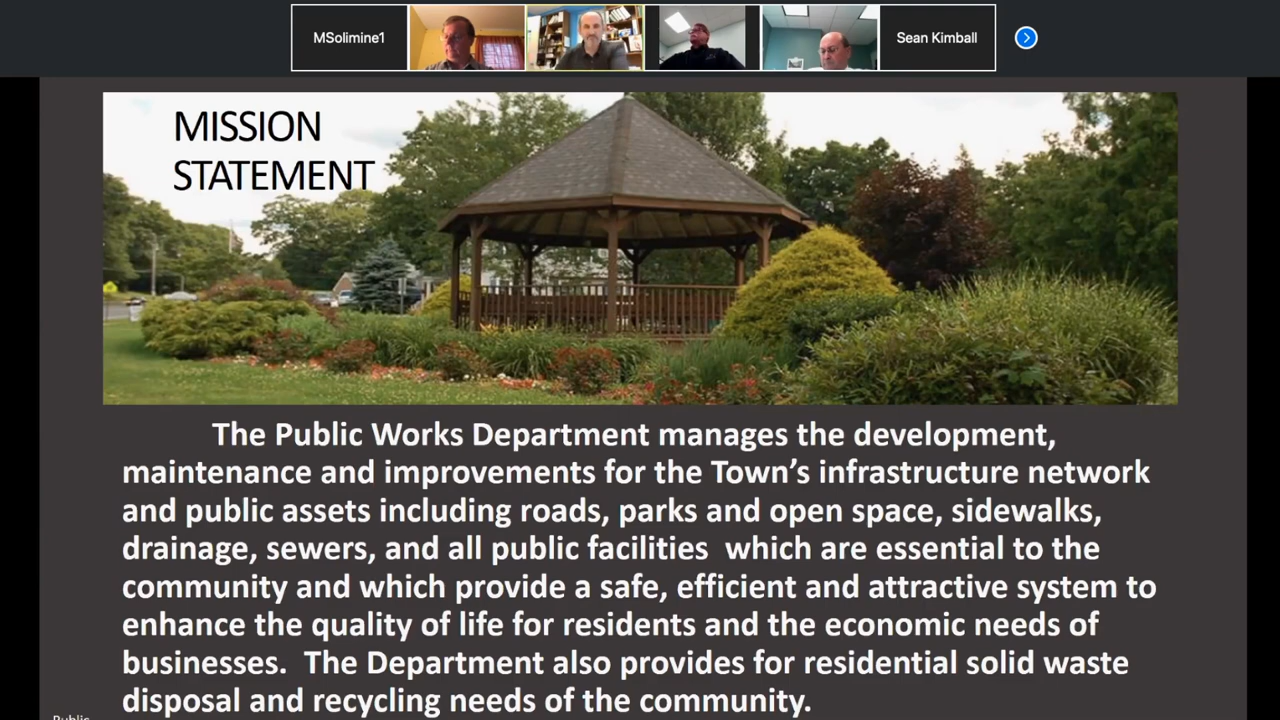 MSolimine1
Sean Kimball
MISSION
STATEMENT
The Public Works Department manages the development,
maintenance and improvements for the Town’s infrastructure network
and public assets including roads, parks and open space, sidewalks,
drainage, sewers, and all public facilities which are essential to the
community and which provide a safe, efficient and attractive system to
enhance the quality of life for residents and the economic needs of
businesses. The Department also provides for residential solid waste
disposal and recycling needs of the community.
Public